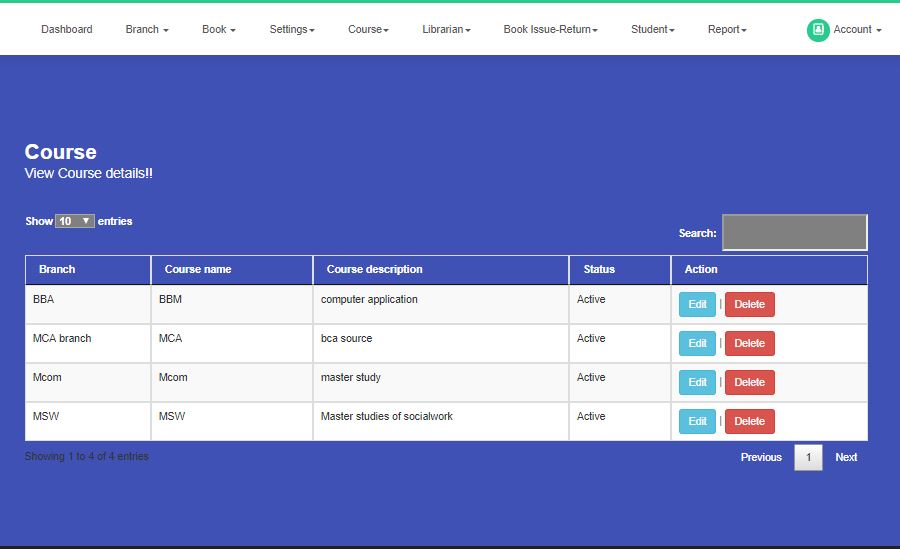 Dashboard Branch Book Settings Course Librarian Book Issue-Return Student Report Account
Course
View Course details!!
Show 10 entries
Search:
Branch Course name Course description Status Action
BBA BBM computer application Active Edit | Delete
MCA branch MCA bca source Active Edit | Delete
Mcom Mcom master study Active Edit | Delete
MSW MSW Master studies of socialwork Active Edit | Delete
Showing 1 to 4 of 4 entries Previous 1 Next